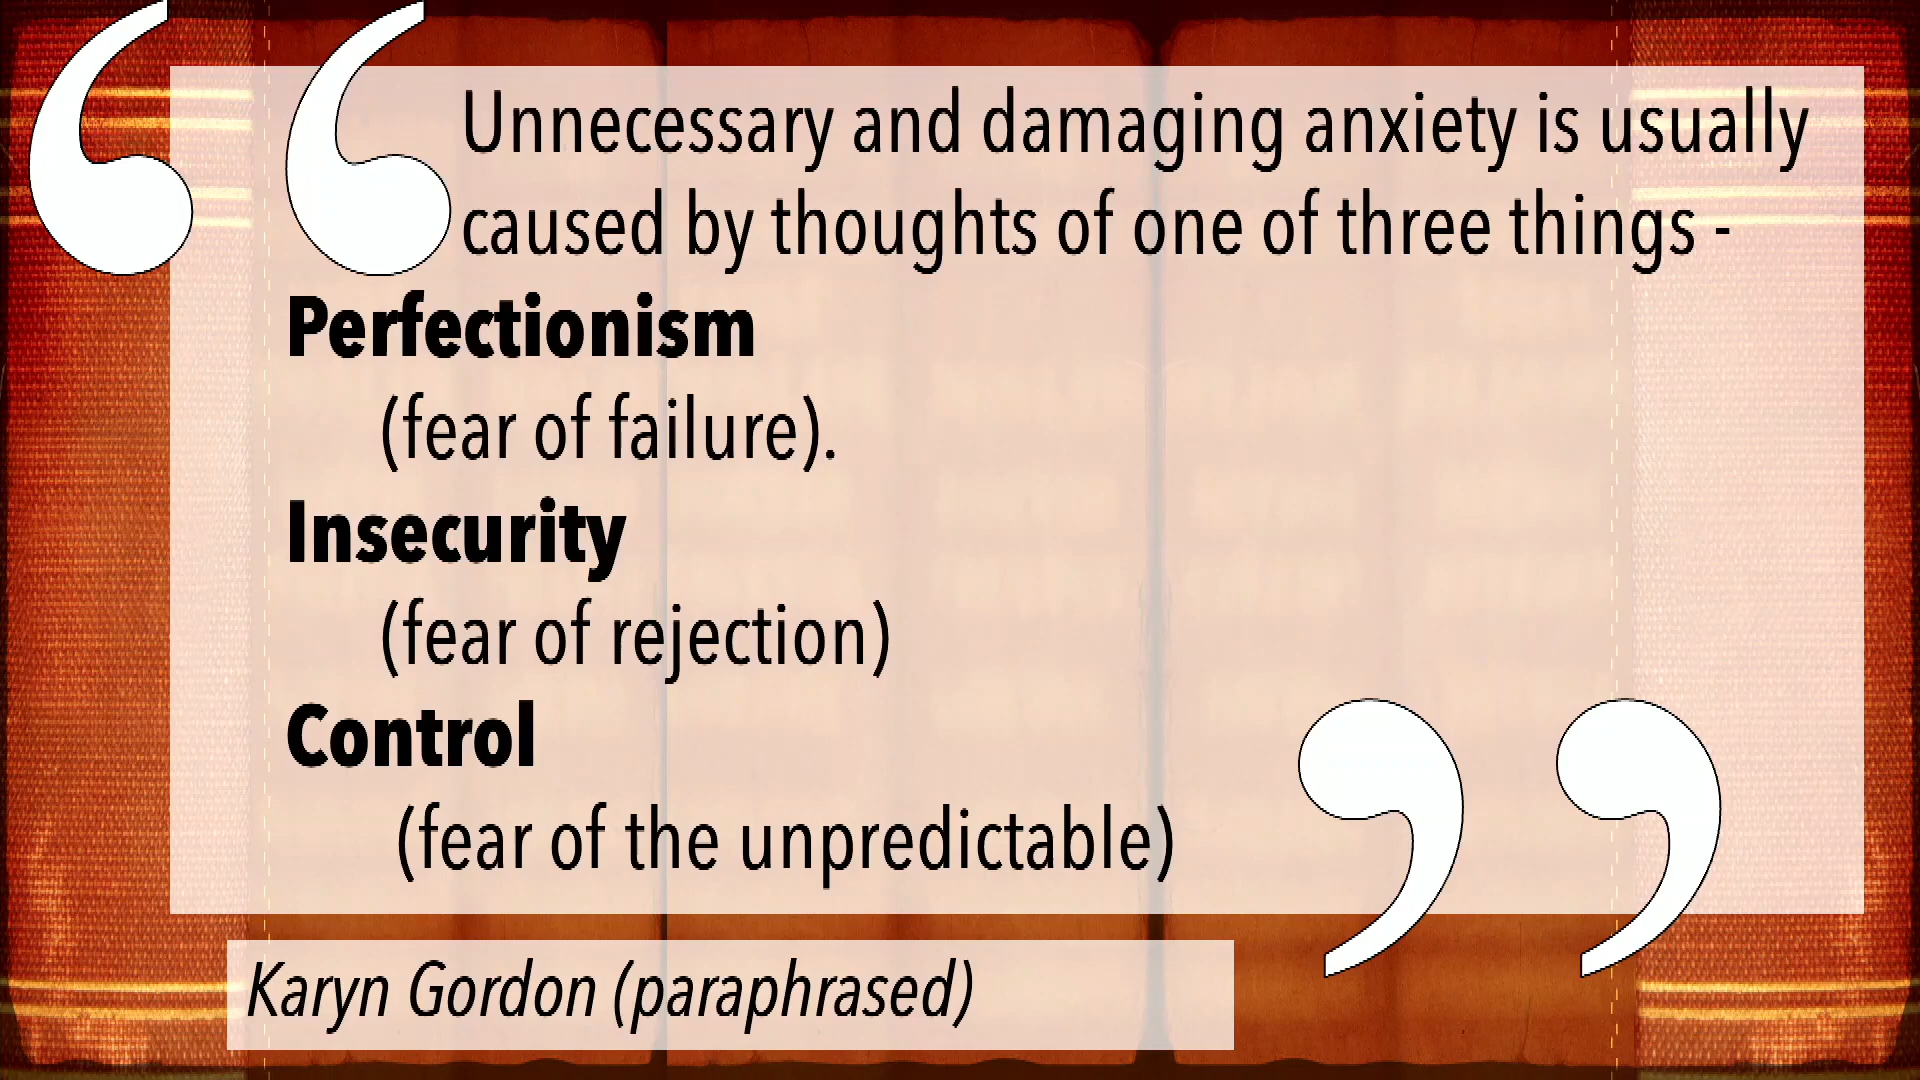 Unnecessary and damaging anxiety is usually
caused by thoughts of one of three things -
Perfectionism
(fear of failure).
Insecurity
(fear of rejection)
Control
(fear of the unpredictable)
Karyn Gordon (paraphrased)